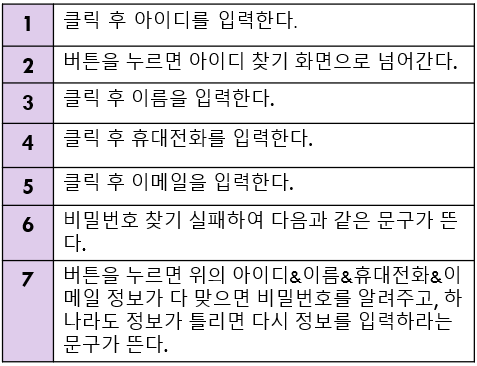 1 클릭 후 아이디를 입력한다.
2 버튼을 누르면 아이디 찾기 화면으로 넘어간다.
3 클릭 후 이름을 입력한다.
4 클릭 후 휴대전화를 입력한다.
5 클릭 후 이메일을 입력한다.
6 비밀번호 찾기 실패하여 다음과 같은 문구가 뜬
다.
7 버튼을 누르면 위의 아이디&이름&휴대전화&이
메일 정보가 다 맞으면 비밀번호를 알려주고, 하
나라도 정보가 틀리면 다시 정보를 입력하라는
문구가 뜬다.